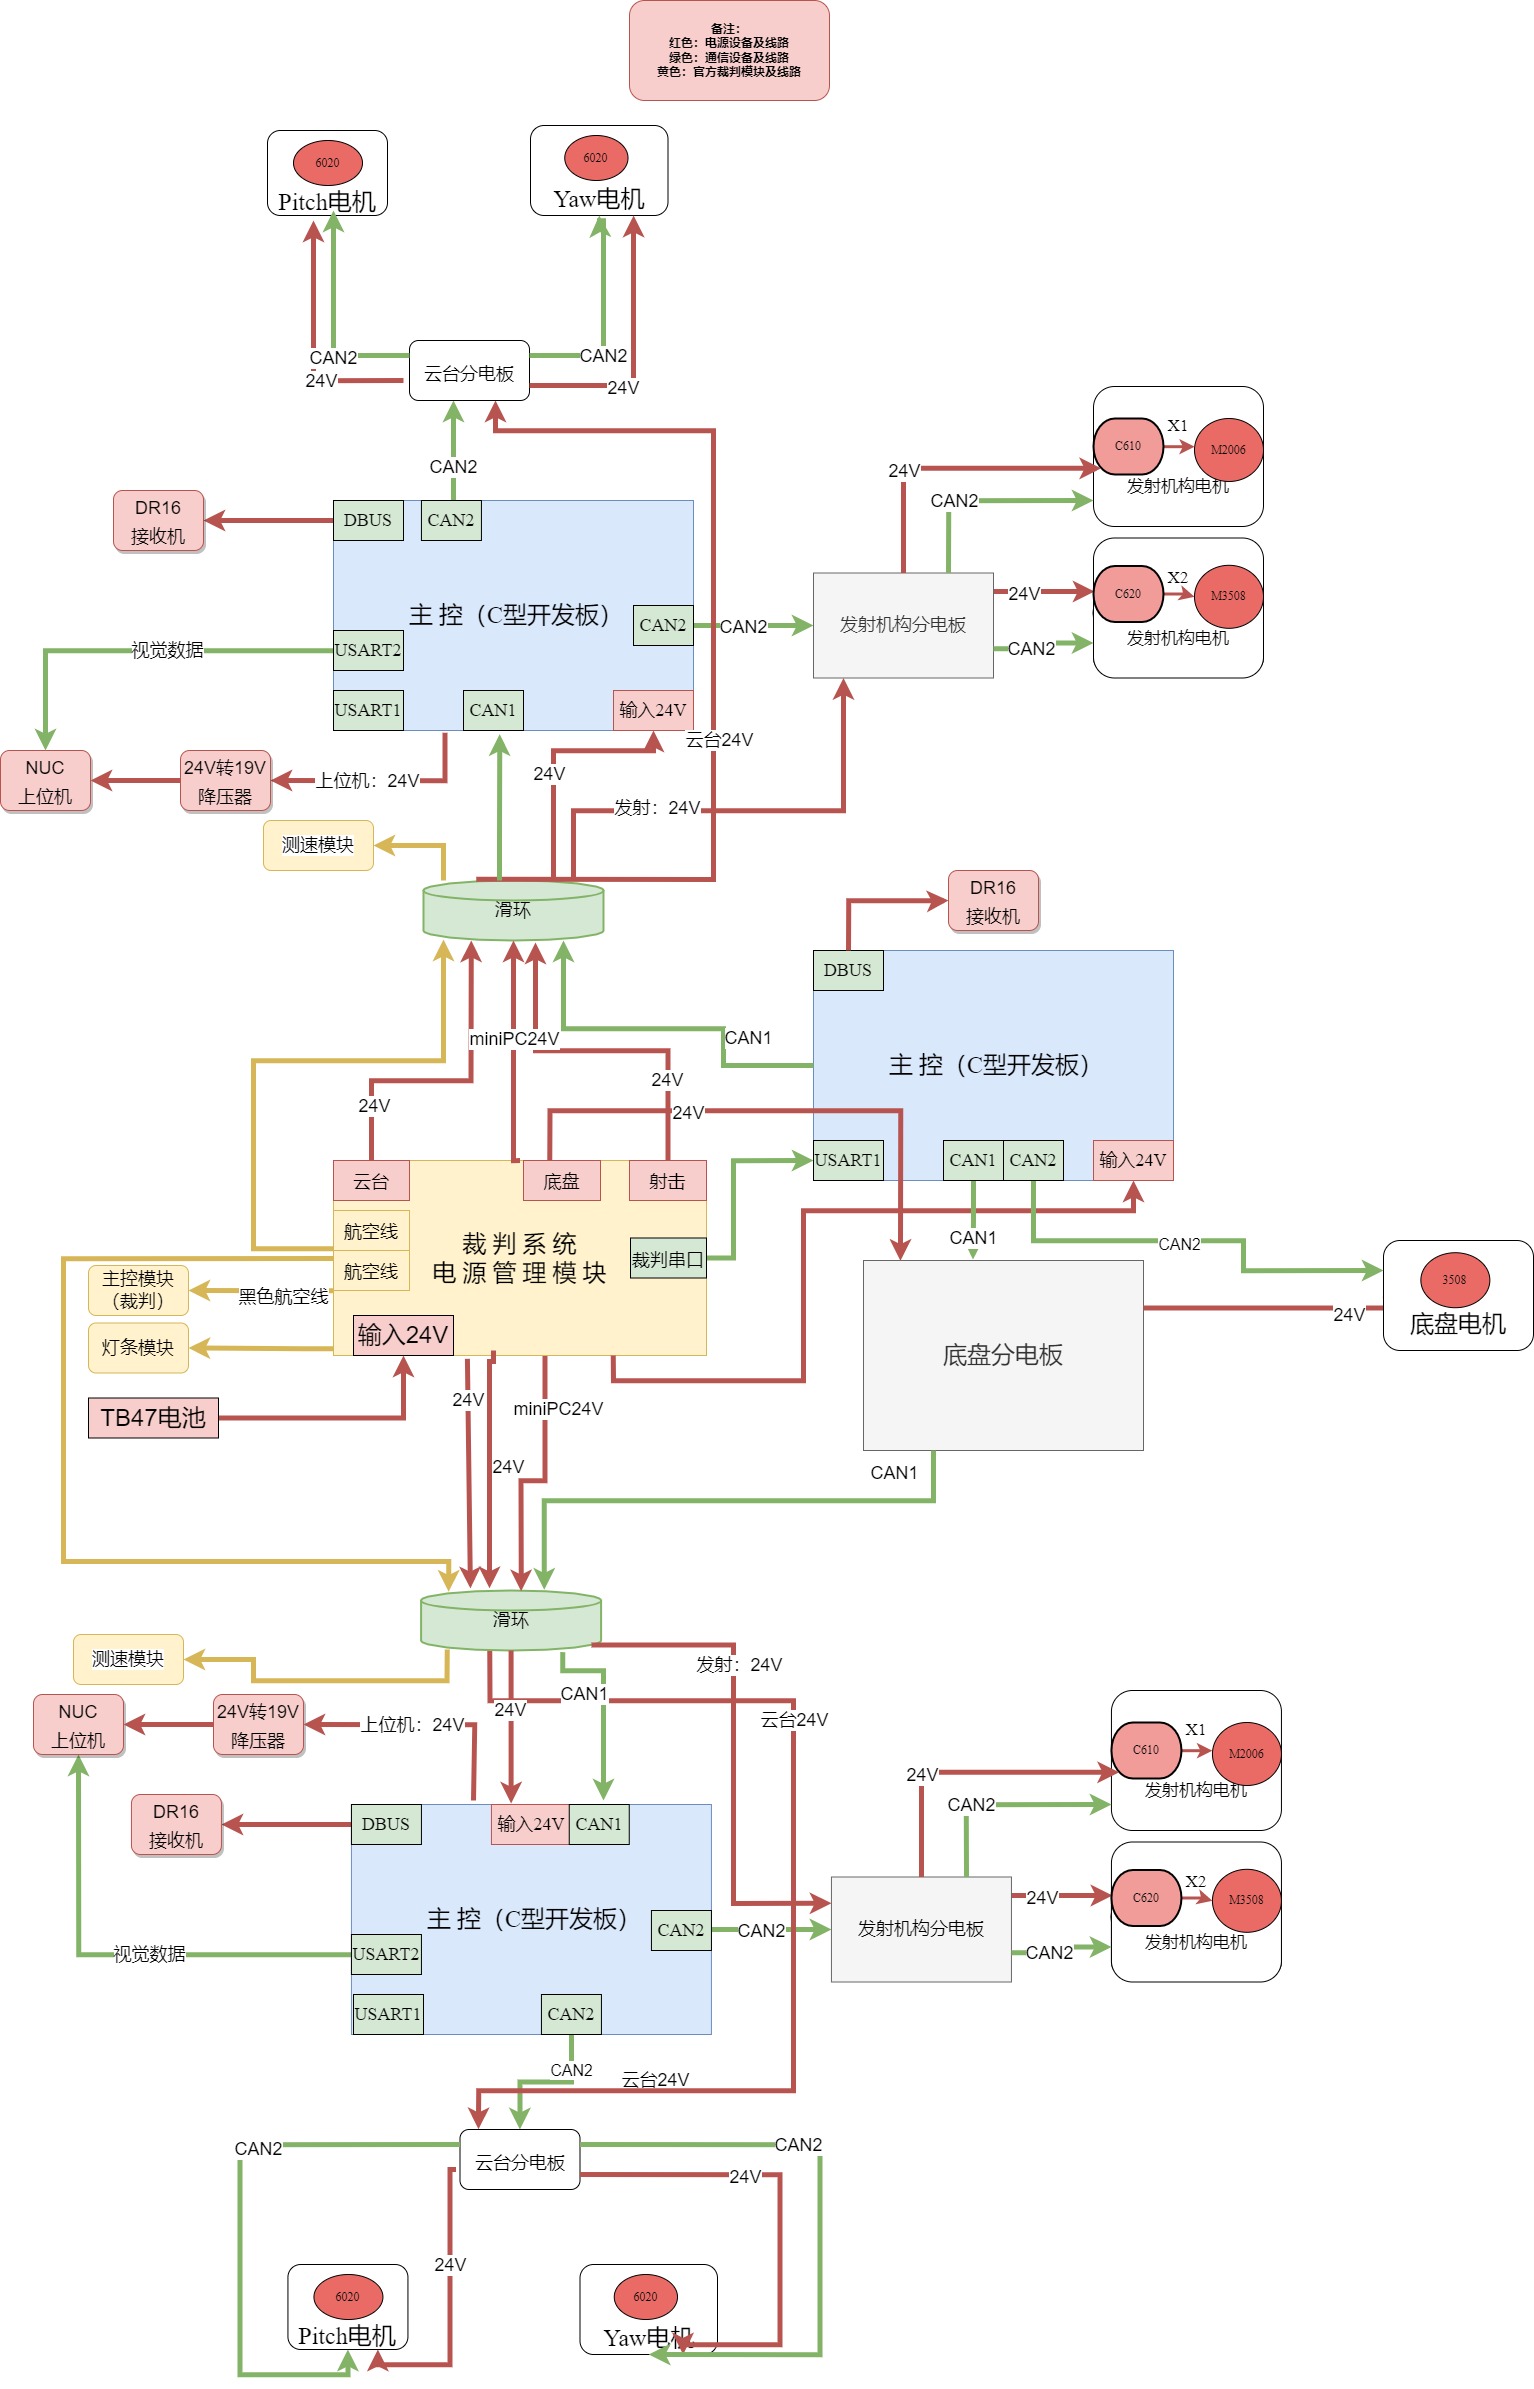 备注：
红色：电源设备及线路
绿色：通信设备及线路
黄色：官方裁判模块及线路
6020
Pitch电机
6020
Yaw电机
CAN2
24V
云台分电板
CAN2
24V
CAN2
DR16
接收机
DBUS
CAN2
主 控（C型开发板）
CAN2
USART2
视觉数据
USART1
CAN1
输入24V
CAN2
发射机构分电板
24V
CAN2
C610
X1
M2006
发射机构电机
24V
CAN2
C620
X2
M3508
发射机构电机
NUC
上位机
24V转19V
降压器
上位机：24V
24V
云台24V
发射：24V
测速模块
滑环
DR16
接收机
DBUS
主 控（C型开发板）
CAN1
miniPC24V
24V
24V
24V
USART1
CAN1
CAN2
输入24V
云台
底盘
射击
航空线
航空线
裁 判 系 统
电 源 管 理 模 块
裁判串口
主控模块
（裁判）
黑色航空线
灯条模块
输入24V
TB47电池
CAN1
CAN2
3508
底盘电机
24V
底盘分电板
24V
miniPC24V
24V
CAN1
滑环
测速模块
发射：24V
NUC
上位机
24V转19V
降压器
上位机：24V
24V
CAN1
云台24V
DR16
接收机
DBUS
输入24V
CAN1
主 控（C型开发板）
CAN2
USART2
视觉数据
USART1
CAN2
CAN2
发射机构分电板
24V
CAN2
C610
X1
M2006
发射机构电机
24V
CAN2
C620
X2
M3508
发射机构电机
CAN2
云台24V
CAN2
云台分电板
CAN2
24V
24V
6020
Pitch电机
6020
Yaw电机